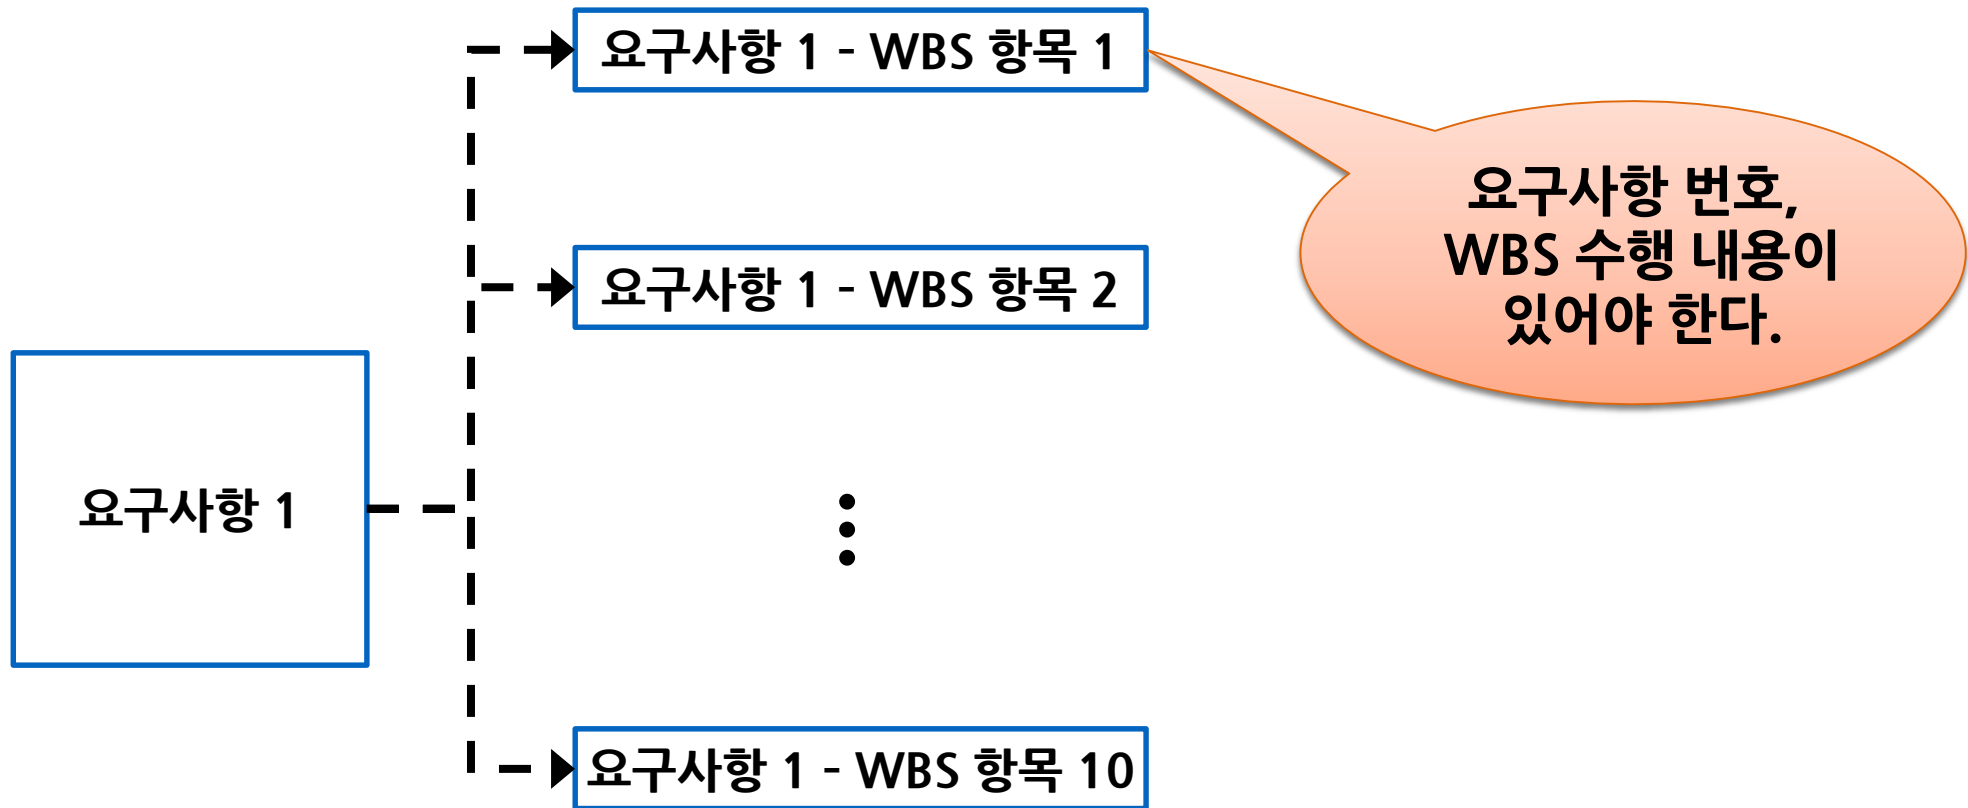 요구사항 1 - WBS 항목 1
요구사항 번호,
WBS 수행 내용이
있어야 한다.
요구사항 1 - WBS 항목 2
요구사항 1
요구사항 1 - WBS 항목 10